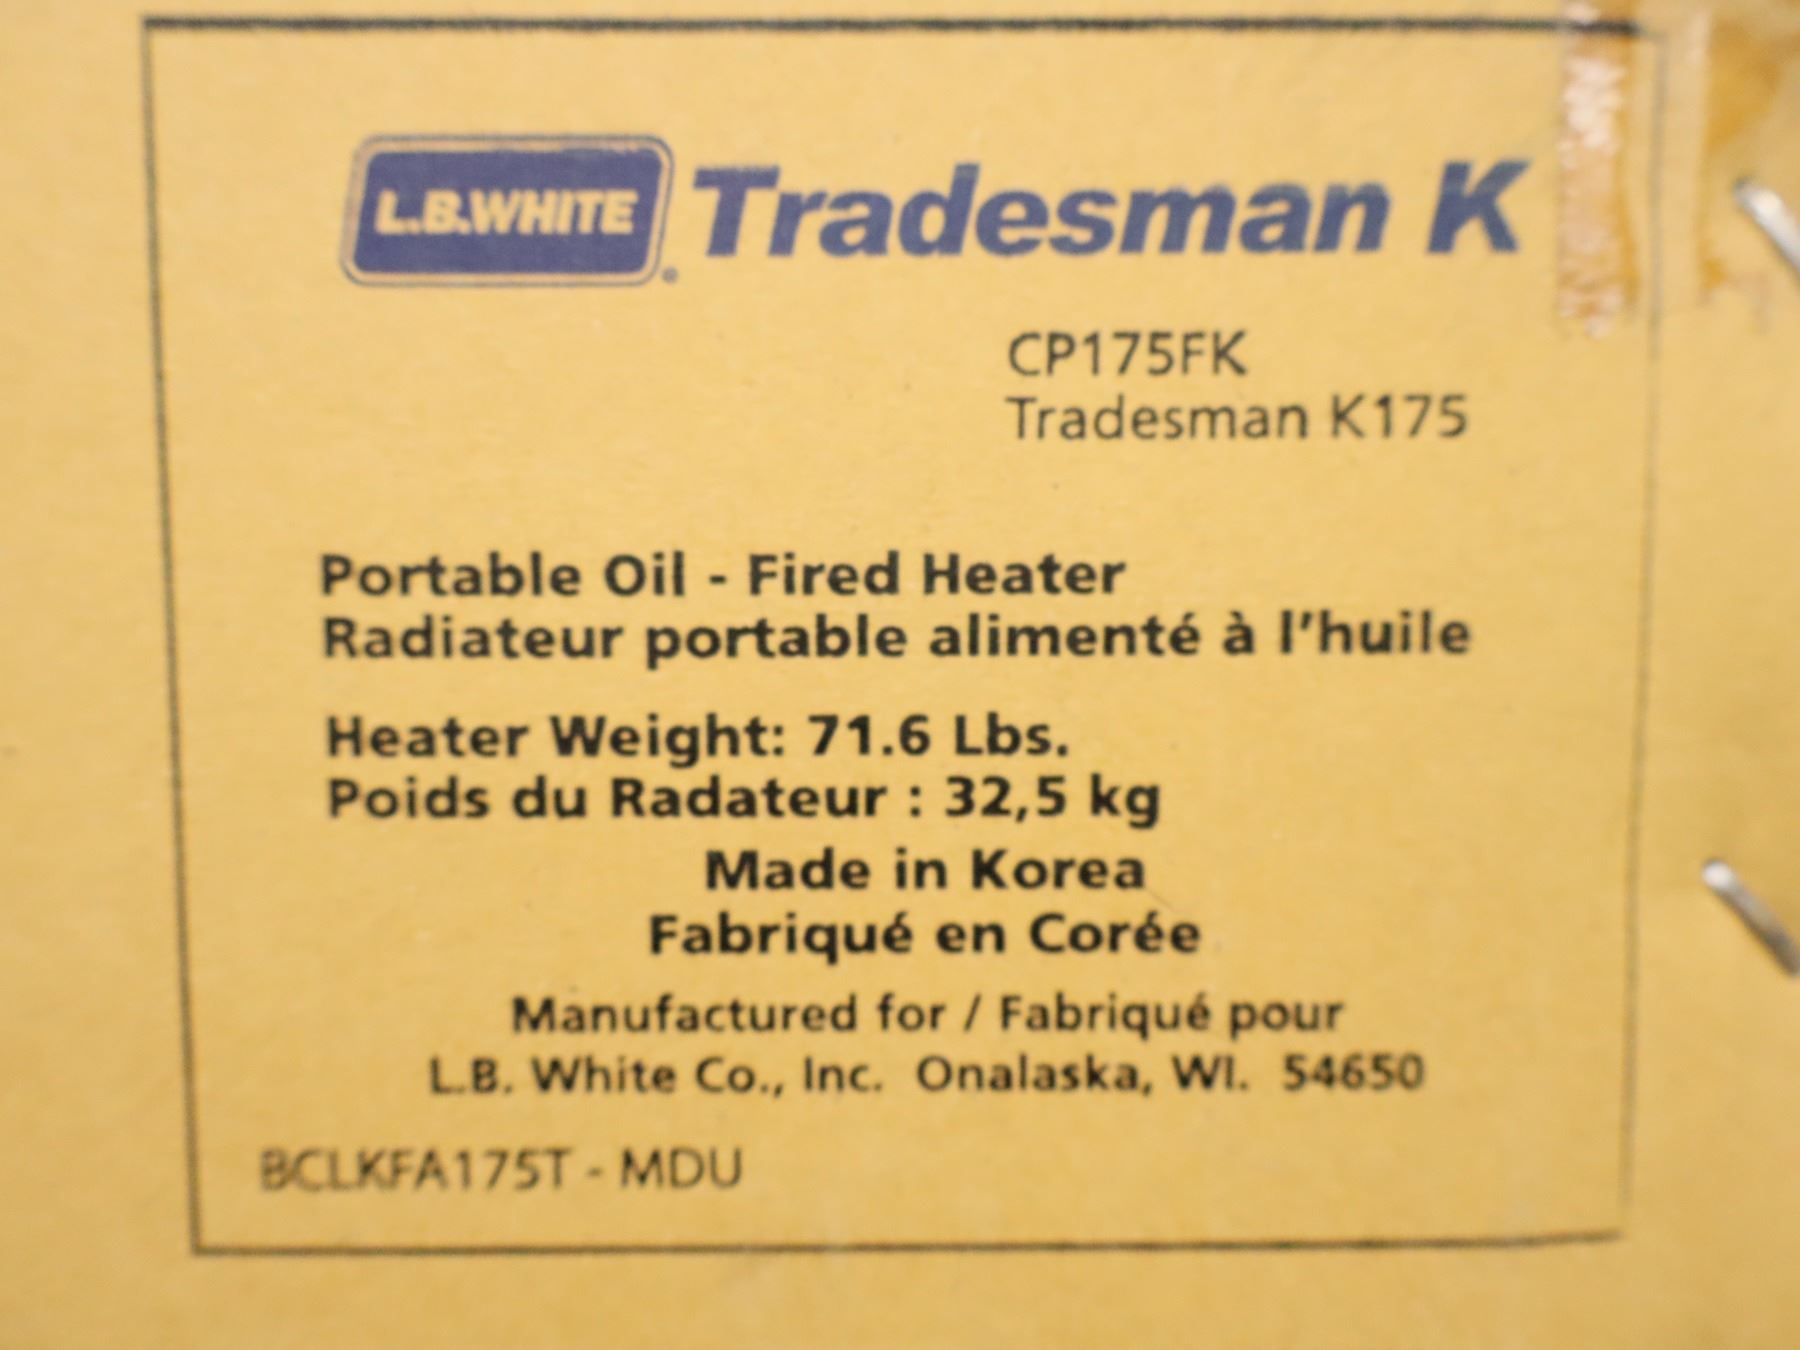 L.B.WHITE® Tradesman K
CP175FK
Tradesman K175
Portable Oil - Fired Heater
Radiateur portable alimenté à l'huile
Heater Weight: 71.6 Lbs.
Poids du Radateur : 32,5 kg
Made in Korea
Fabriqué en Corée
Manufactured for / Fabriqué pour
L.B. White Co., Inc. Onalaska, WI. 54650
BCLKFA175T - MDU